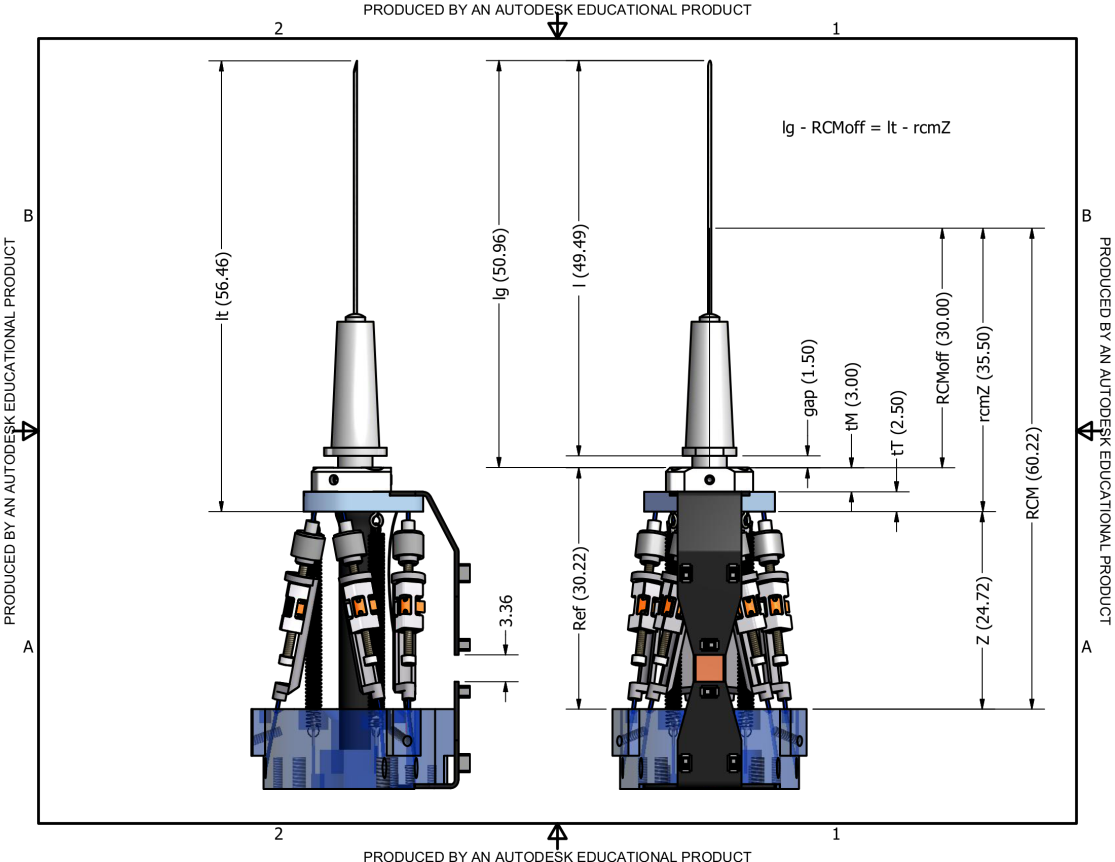 PRODUCED BY AN AUTODESK EDUCATIONAL PRODUCT
2
1
lg - RCMoff = lt - rcmZ
B
B
PRODUCED BY AN AUTODESK EDUCATIONAL PRODUCT
PRODUCED BY AN AUTODESK EDUCATIONAL PRODUCT
lt (56.46)
lg (50.96)
l (49.49)
gap (1.50)
tM (3.00)
tT (2.50)
RCMoff (30.00)
rcmZ (35.50)
RCM (60.22)
Ref (30.22)
3.36
Z (24.72)
A
A
2
1
PRODUCED BY AN AUTODESK EDUCATIONAL PRODUCT